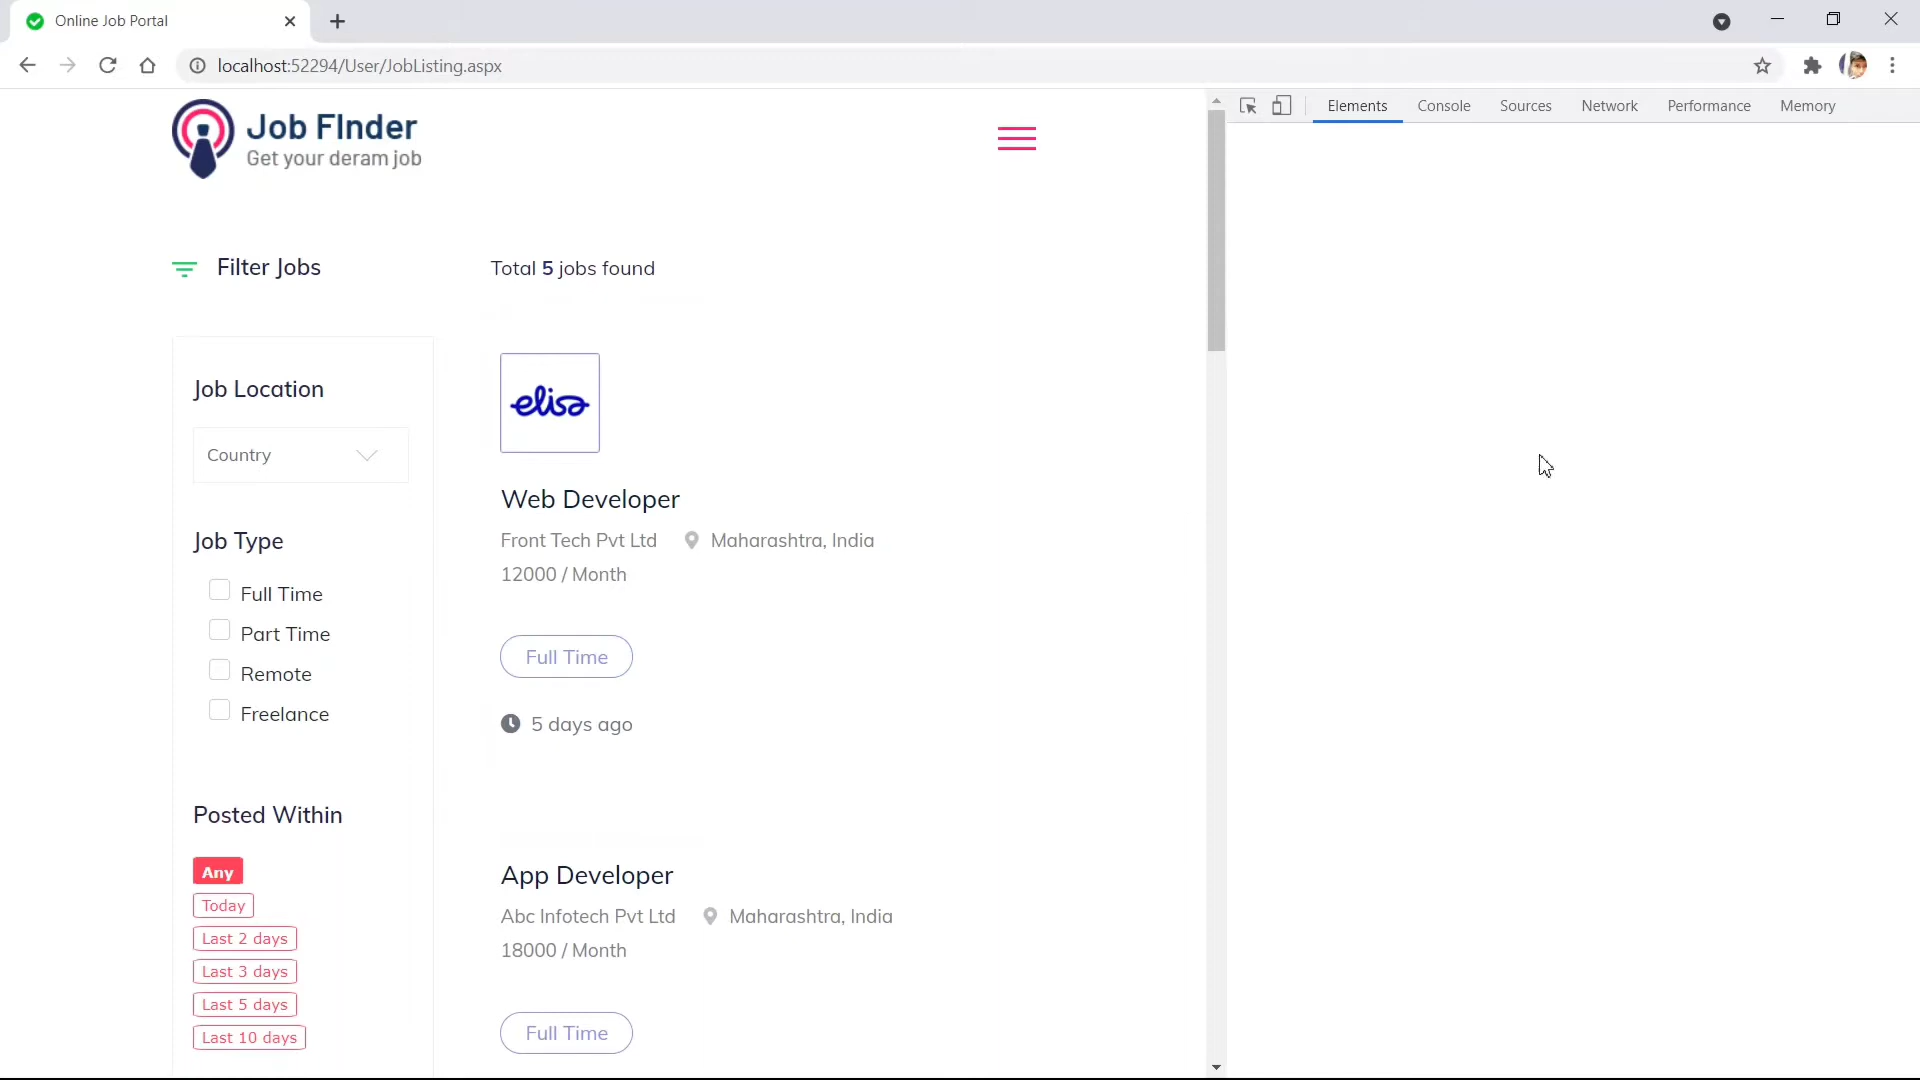 Online Job Portal
localhost:52294/User/JobListing.aspx
Elements Console Sources Network Performance Memory
Job FInder
Get your deram job
Filter Jobs
Total 5 jobs found
Job Location
Country
Job Type
Full Time
Part Time
Remote
Freelance
Posted Within
Any
Today
Last 2 days
Last 3 days
Last 5 days
Last 10 days
elisa
Web Developer
Front Tech Pvt Ltd Maharashtra, India
12000 / Month
Full Time
5 days ago
App Developer
Abc Infotech Pvt Ltd Maharashtra, India
18000 / Month
Full Time